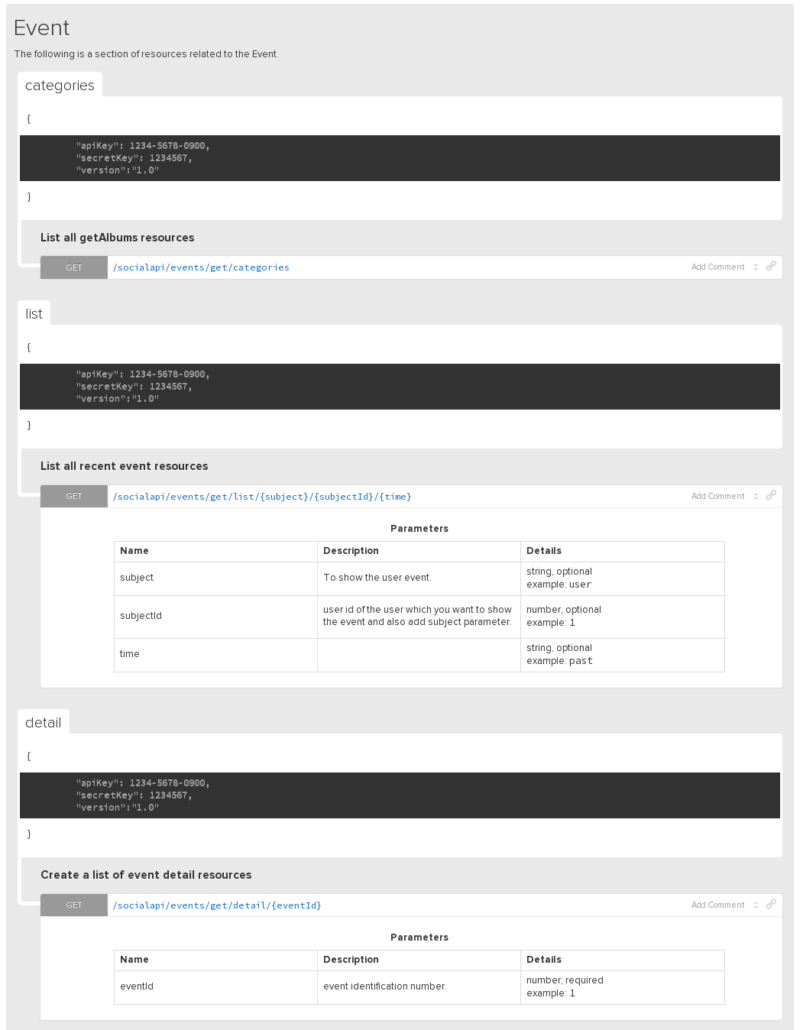 Event
The following is a section of resources related to the Event.
categories
{
"apiKey": 1234-5678-0900,
"secretKey": 1234567,
"version":"1.0"
}
List all getAlbums resources
GET /socialapi/events/get/categories Add Comment
list
{
"apiKey": 1234-5678-0900,
"secretKey": 1234567,
"version":"1.0"
}
List all recent event resources
GET /socialapi/events/get/list/{subject}/{subjectId}/{time} Add Comment
Parameters
Name Description Details
subject To show the user event. string, optional
example: user
subjectId user id of the user which you want to show number, optional
the event and also add subject parameter. example: 1
time string, optional
example: past
detail
{
"apiKey": 1234-5678-0900,
"secretKey": 1234567,
"version":"1.0"
}
Create a list of event detail resources
GET /socialapi/events/get/detail/{eventId} Add Comment
Parameters
Name Description Details
eventId event identification number. number, required
example: 1